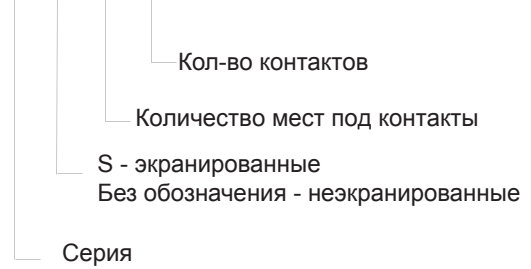 Кол-во контактов
Количество мест под контакты
S - экранированные
Без обозначения - неэкранированные
Серия